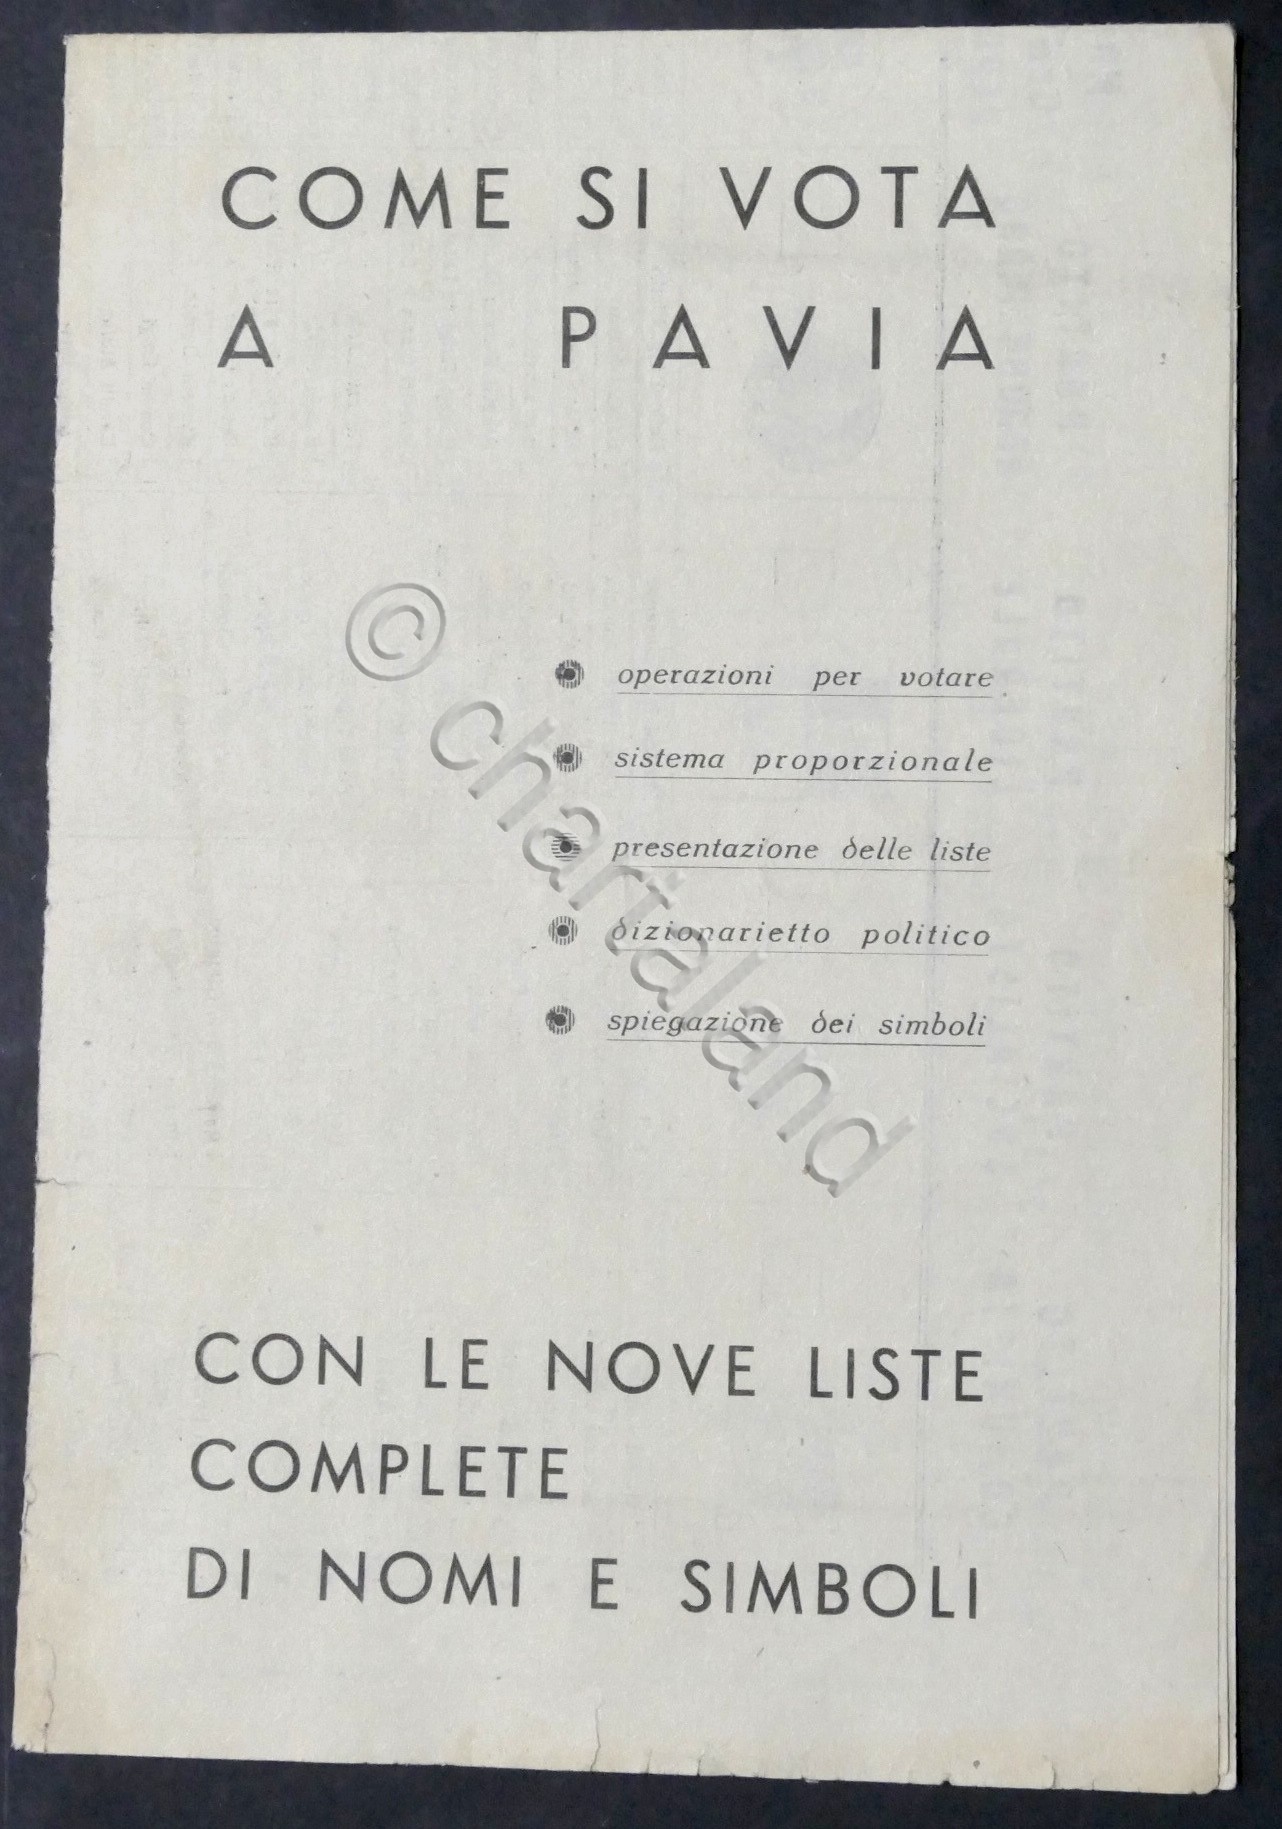 COME SI VOTA
A PAVIA
operazioni per votare
sistema proporzionale
presentazione delle liste
dizionarietto politico
spiegazione dei simboli
© chartaland
CON LE NOVE LISTE
COMPLETE
DI NOMI E SIMBOLI